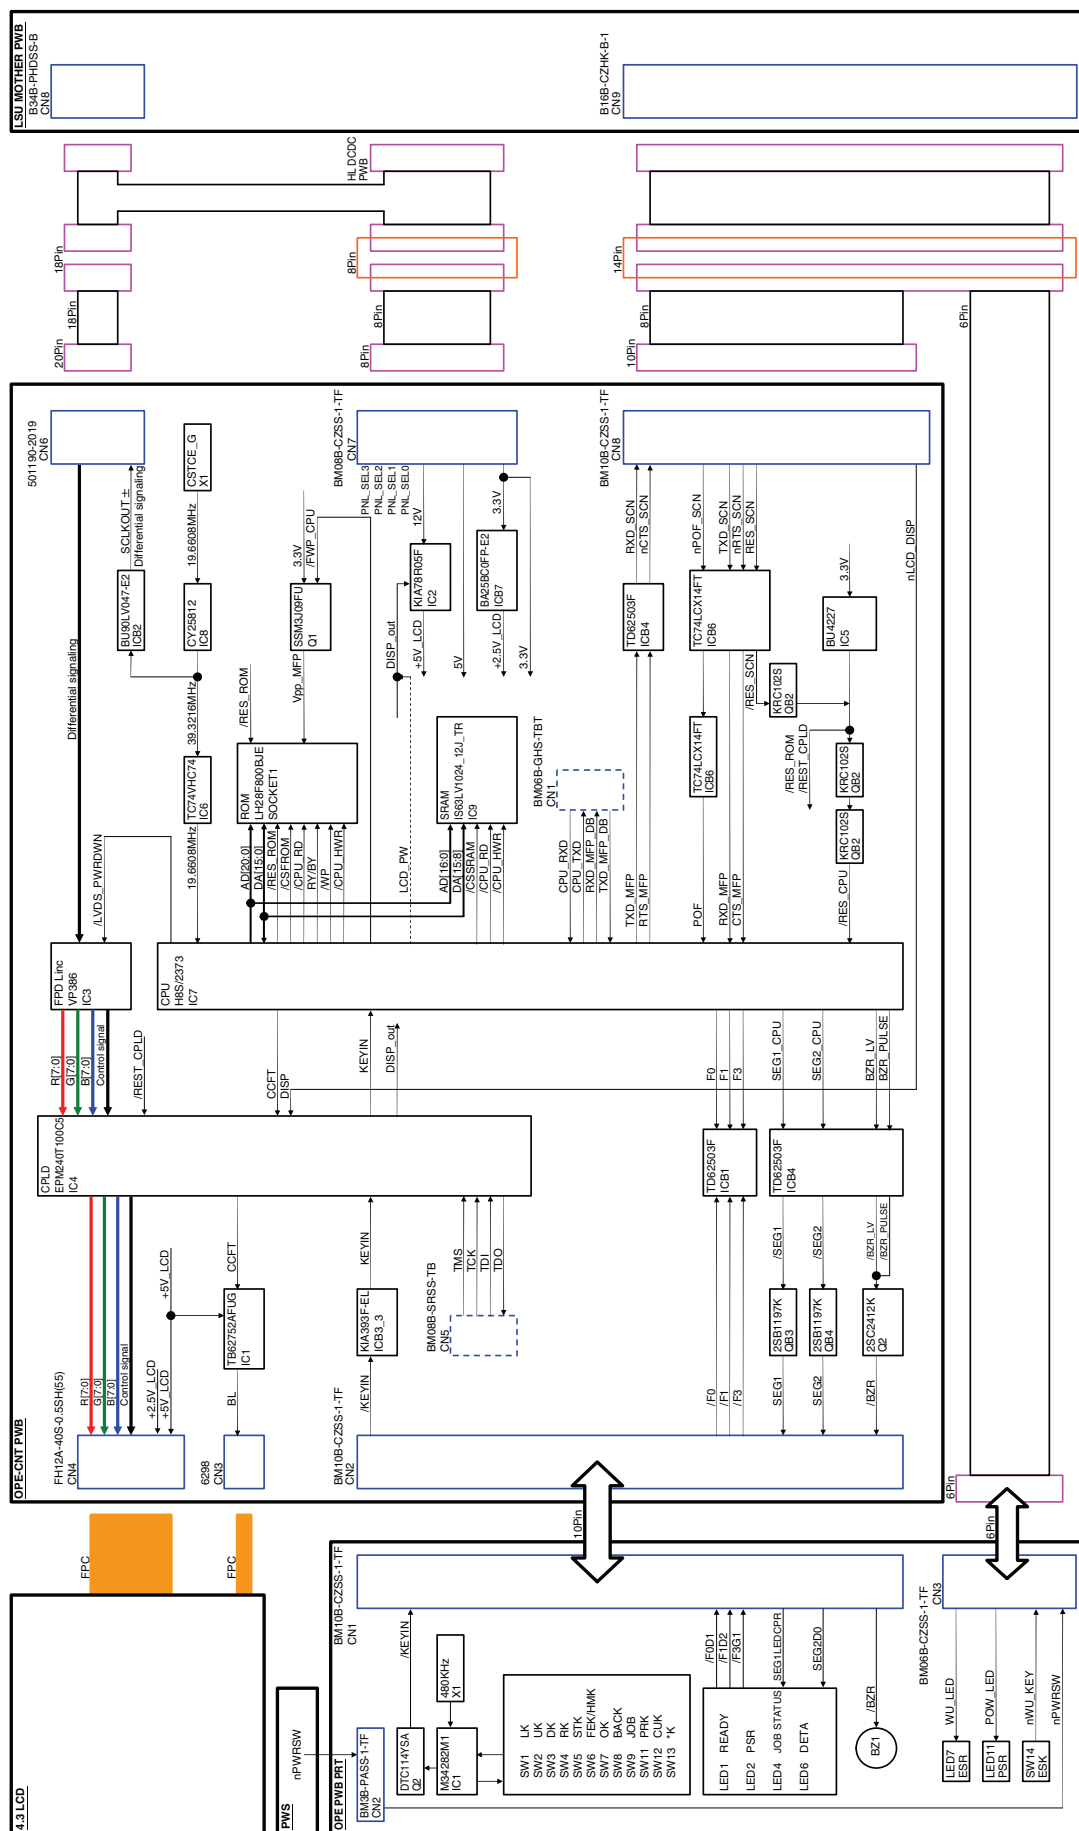 LSU MOTHER PWB
B34B-PHDSS-B
CN8
B16B-CZHK-B-1
CN9
HL DCDC
PWB
18Pin
8Pin
14Pin
18Pin
8Pin
8Pin
6Pin
20Pin
8Pin
10Pin
OPE-CNT PWB
501190-2019
CN6
BM08B-CZSS-1-TF
CN7
BM10B-CZSS-1-TF
CN8
Differential signaling
SCLKOUT ±
Differential signaling
BU90LV047-E2
ICB2
CSTCE_G
X1
19.6608MHz
CY25812
IC8
39.3216MHz
TC74VHC74
IC6
19.6608MHz
/LVDS_PWRDWN
3.3V
/FWP_CPU
SSM3J09FU
Q1
Vpp_MFP
/RES_ROM
ROM
LH28F800BJE
SOCKET1
AD[20:0]
DA[15:0]
/RES_ROM
/CSFROM
/CPU_RD
RY/BY
/WP
/CPU_HWR
PNL_SEL3
PNL_SEL2
PNL_SEL1
PNL_SEL0
12V
KIA78R05F
IC2
DISP_out
+5V_LCD
5V
3.3V
BA25BC0FP-E2
ICB7
+2.5V_LCD
3.3V
LCD_PW
SRAM
IS63LV1024_12J_TR
IC9
AD[16:0]
DA[15:8]
/CSSRAM
/CPU_RD
/CPU_HWR
BM06B-GHS-TBT
CN1
CPU_RXD
CPU_TXD
RXD_MFP_DB
TXD_MFP_DB
RXD_SCN
nCTS_SCN
TD62503F
ICB4
TXD_MFP
RTS_MFP
nPOF_SCN
TXD_SCN
nRTS_SCN
RES_SCN
TC74LCX14FT
ICB6
TC74LCX14FT
ICB6
POF
RXD_MFP
CTS_MFP
/RES_SCN
KRC102S
QB2
3.3V
BU4227
IC5
/RES_ROM
/REST_CPLD
KRC102S
QB2
KRC102S
QB2
/RES_CPU
nLCD_DISP
FPD Linc
VP386
IC3
CPU
H8S/2373
IC7
R[7:0]
G[7:0]
B[7:0]
Control signal
/REST_CPLD
CCFT
DISP
KEYIN
DISP_out
F0
F1
F3
SEG1_CPU
SEG2_CPU
BZR_LV
BZR_PULSE
CPLD
EPM240T100C5
IC4
TD62503F
ICB1
TD62503F
ICB4
R[7:0]
G[7:0]
B[7:0]
Control signal
+5V_LCD
+2.5V_LCD
+5V_LCD
CCFT
TB62752AFUG
IC1
BL
KEYIN
KIA393F-EL
ICB3_3
/KEYIN
TMS
TCK
TDI
TDO
BM08B-SRSS-TB
CN5
/F0
/F1
/F3
/SEG1
/SEG2
/BZR_LV
/BZR_PULSE
2SB1197K
QB3
2SB1197K
QB4
2SC2412K
Q2
SEG1
SEG2
/BZR
FH12A-40S-0.5SH(55)
CN4
6298
CN3
BM10B-CZSS-1-TF
CN2
6Pin
10Pin
6Pin
FPC
FPC
4.3 LCD
PWS
nPWRSW
OPE PWB PRT
BM3B-PASS-1-TF
CN2
BM10B-CZSS-1-TF
CN1
BM06B-CZSS-1-TF
CN3
/KEYIN
DTC114YSA
Q2
480KHz
X1
M34282M1
IC1
SW1 LK
SW2 UK
SW3 DK
SW4 RK
SW5 STK
SW6 FEK/HMK
SW7 OK
SW8 BACK
SW9 JOB
SW11 PRK
SW12 CUK
SW13 *K
/F0D1
/F1D2
/F3G1
SEG1LEDCPR
SEG2D0
/BZR
LED1 READY
LED2 PSR
LED4 JOB STATUS
LED6 DETA
BZ1
WU_LED
POW_LED
nWU_KEY
nPWRSW
LED7
ESR
LED11
PSR
SW14
ESK